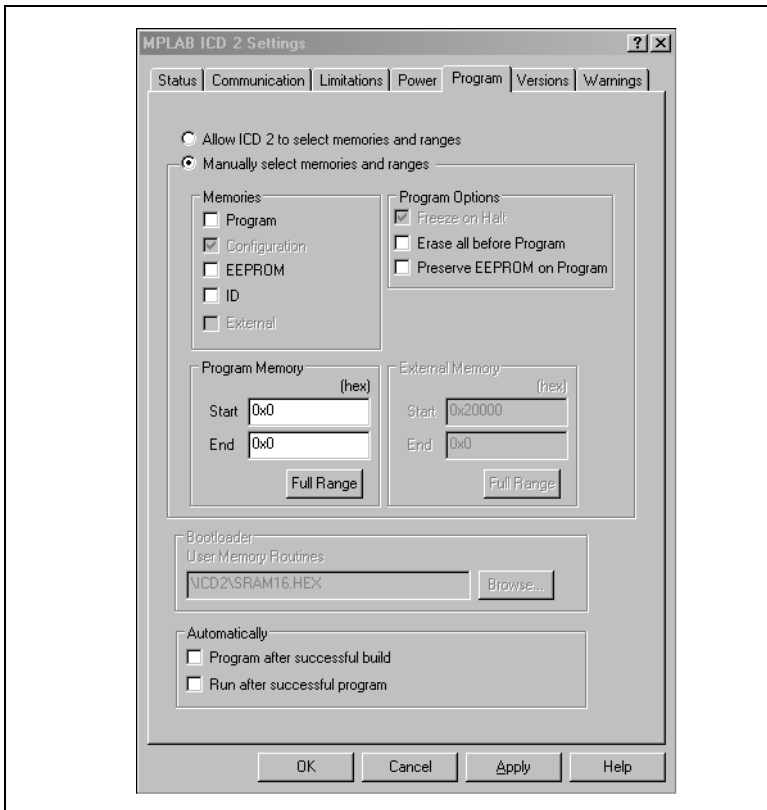 MPLAB ICD 2 Settings
Status Communication Limitations Power Program Versions Warnings
Allow ICD 2 to select memories and ranges
Manually select memories and ranges
Memories
Program
Configuration
EEPROM
ID
External
Program Options
Freeze on Halt
Erase all before Program
Preserve EEPROM on Program
Program Memory
(hex)
Start 0x0
End 0x0
Full Range
External Memory
(hex)
Start 0x20000
End 0x0
Full Range
Bootloader
User Memory Routines
\ICD2\SRAM16.HEX Browse...
Automatically
Program after successful build
Run after successful program
OK Cancel Apply Help